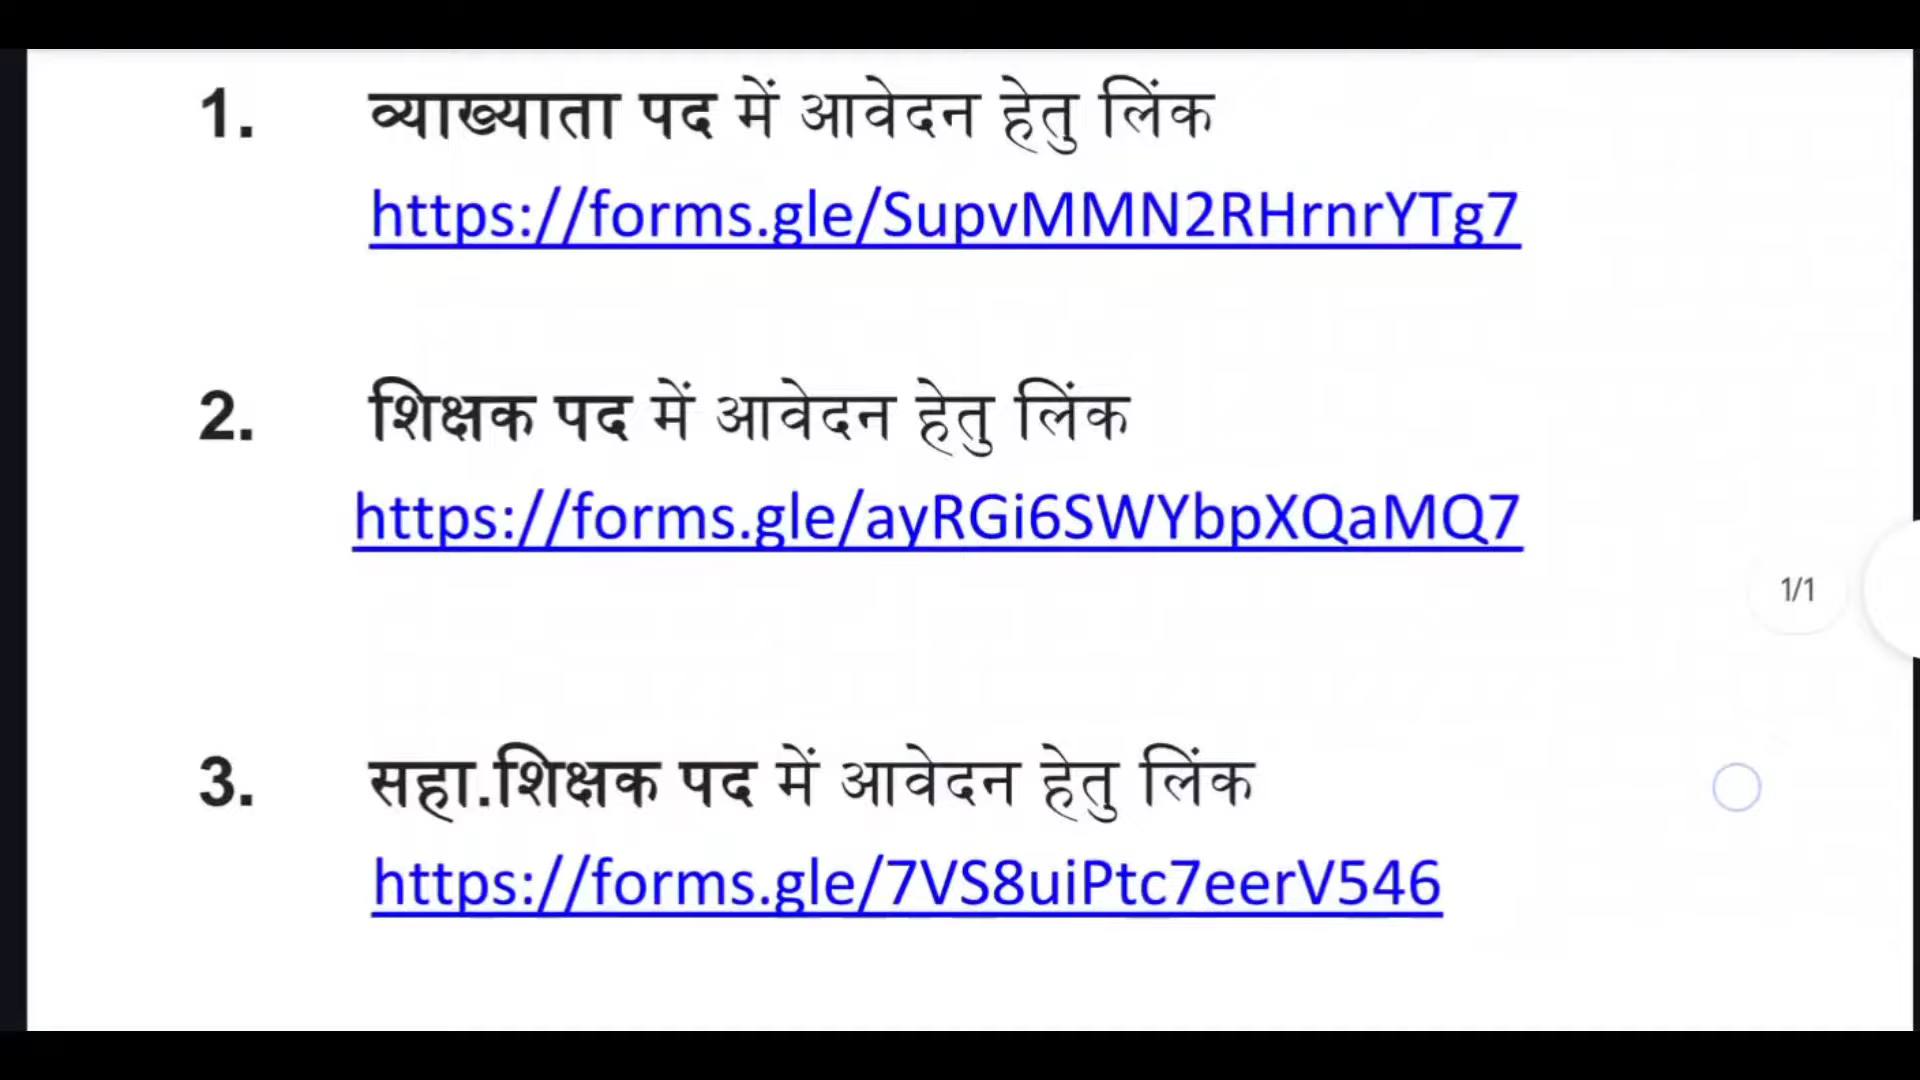 1. व्याख्याता पद में आवेदन हेतु लिंक
https://forms.gle/SupvMMN2RHrnrYTg7
2. शिक्षक पद में आवेदन हेतु लिंक
https://forms.gle/ayRGi6SWYbpXQaMQ7
1/1
3. सहा.शिक्षक पद में आवेदन हेतु लिंक
https://forms.gle/7VS8uiPtc7eerV546